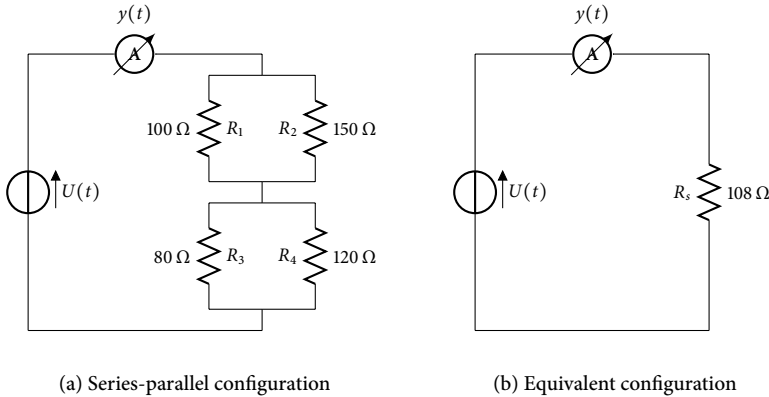 y(t)
A
100 Ω R₁ R₂ 150 Ω
U(t)
80 Ω R₃ R₄ 120 Ω
(a) Series-parallel configuration
y(t)
A
U(t)
Rₛ 108 Ω
(b) Equivalent configuration